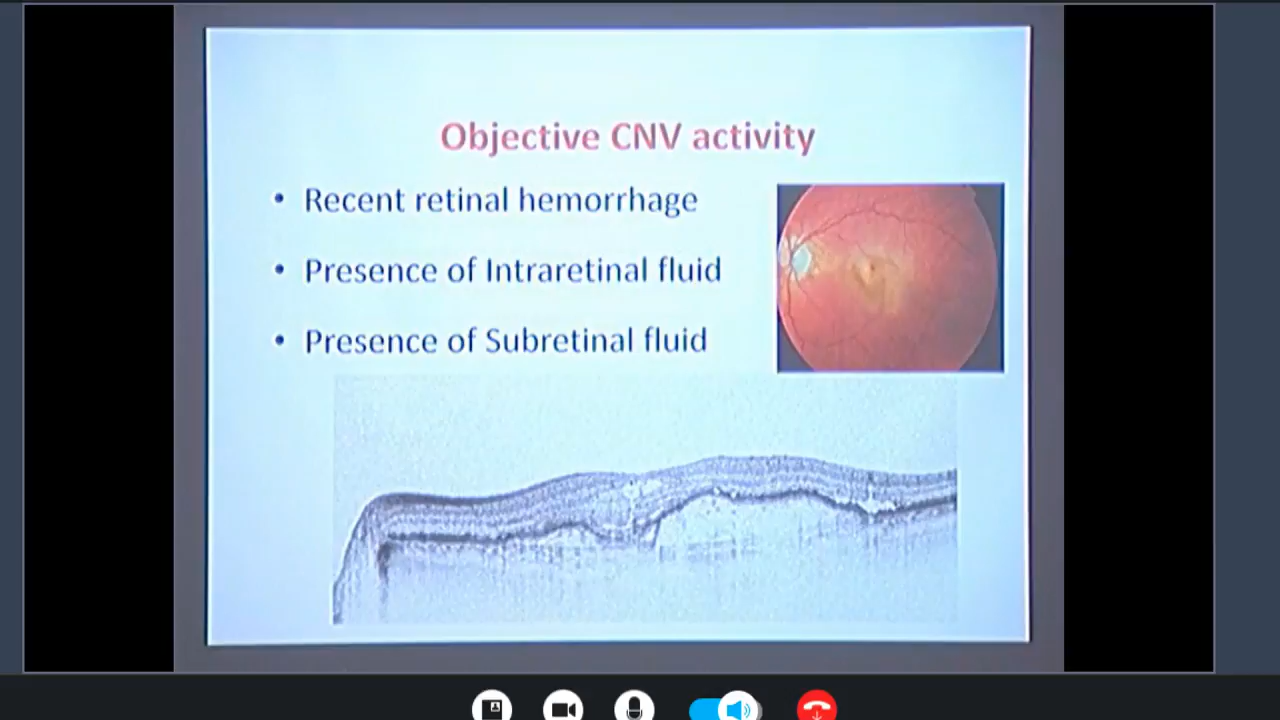 Objective CNV activity
• Recent retinal hemorrhage
• Presence of Intraretinal fluid
• Presence of Subretinal fluid